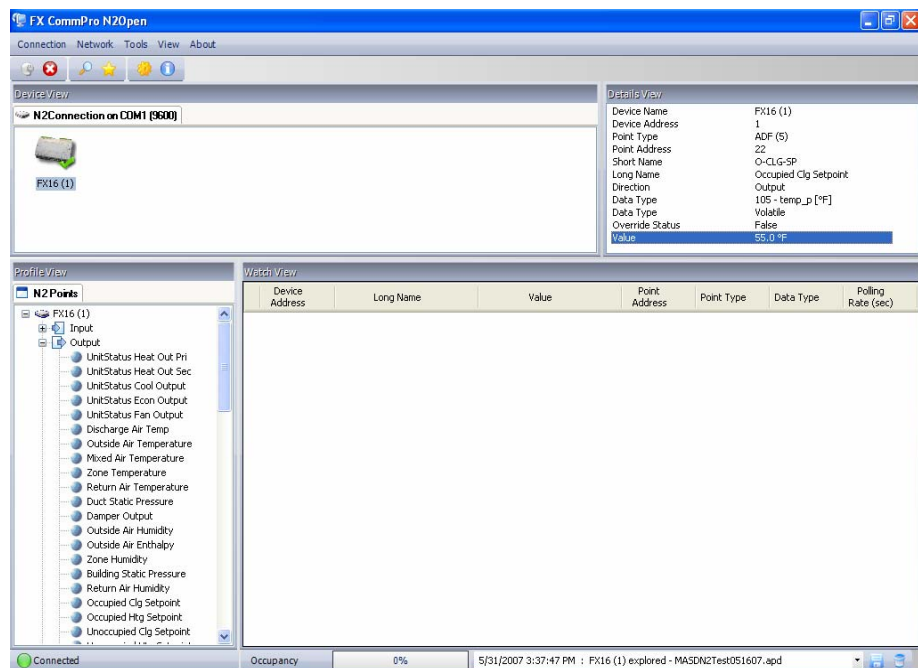 FX CommPro N2Open
Connection Network Tools View About
Device View
N2Connection on COM1 (9600)
FX16 (1)
Details View
Device Name FX16 (1)
Device Address 1
Point Type ADF (5)
Point Address 22
Short Name O-CLG-SP
Long Name Occupied Clg Setpoint
Direction Output
Data Type 105 - temp_p [°F]
Data Type Volatile
Override Status False
Value 55.0 °F
Profile View
N2 Points
FX16 (1)
Input
Output
UnitStatus Heat Out Pri
UnitStatus Heat Out Sec
UnitStatus Cool Output
UnitStatus Econ Output
UnitStatus Fan Output
Discharge Air Temp
Outside Air Temperature
Mixed Air Temperature
Zone Temperature
Return Air Temperature
Duct Static Pressure
Damper Output
Outside Air Humidity
Outside Air Enthalpy
Zone Humidity
Building Static Pressure
Return Air Humidity
Occupied Clg Setpoint
Occupied Htg Setpoint
Unoccupied Clg Setpoint
Watch View
Device Address Long Name Value Point Address Point Type Data Type Polling Rate (sec)
Connected Occupancy 0% 5/31/2007 3:37:47 PM : FX16 (1) explored - MASDN2Test051607.apd